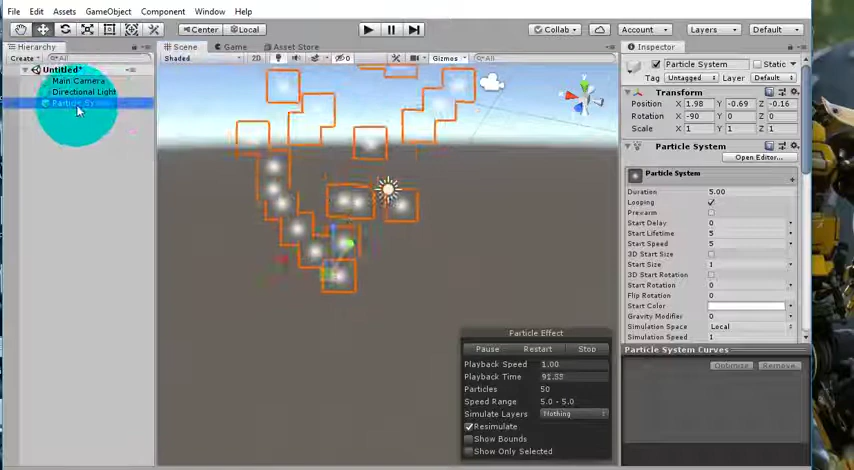 File Edit Assets GameObject Component Window Help
Center Local Collab Account Layers Default
Hierarchy Scene Game Asset Store Inspector
Create All Shaded 2D 0 Gizmos All
Particle System Static
Untitled*
Tag Untagged Layer Default
Main Camera
Directional Light
Transform
Particle Sys
Position X 1.98 Y -0.69 Z -0.16
Rotation X -90 Y 0 Z 0
Scale X 1 Y 1 Z 1
Particle System
Open Editor...
Particle System
Duration 5.00
Looping
Prewarm
Start Delay 0
Start Lifetime 5
Start Speed 5
3D Start Size
Start Size 1
3D Start Rotation
Start Rotation 0
Flip Rotation 0
Start Color
Gravity Modifier 0
Simulation Space Local
Simulation Speed 1
Particle System Curves
Optimize Remove
Particle Effect
Pause Restart Stop
Playback Speed 1.00
Playback Time
Particles 50
Speed Range 5.0 - 5.0
Simulate Layers Nothing
Resimulate
Show Bounds
Show Only Selected